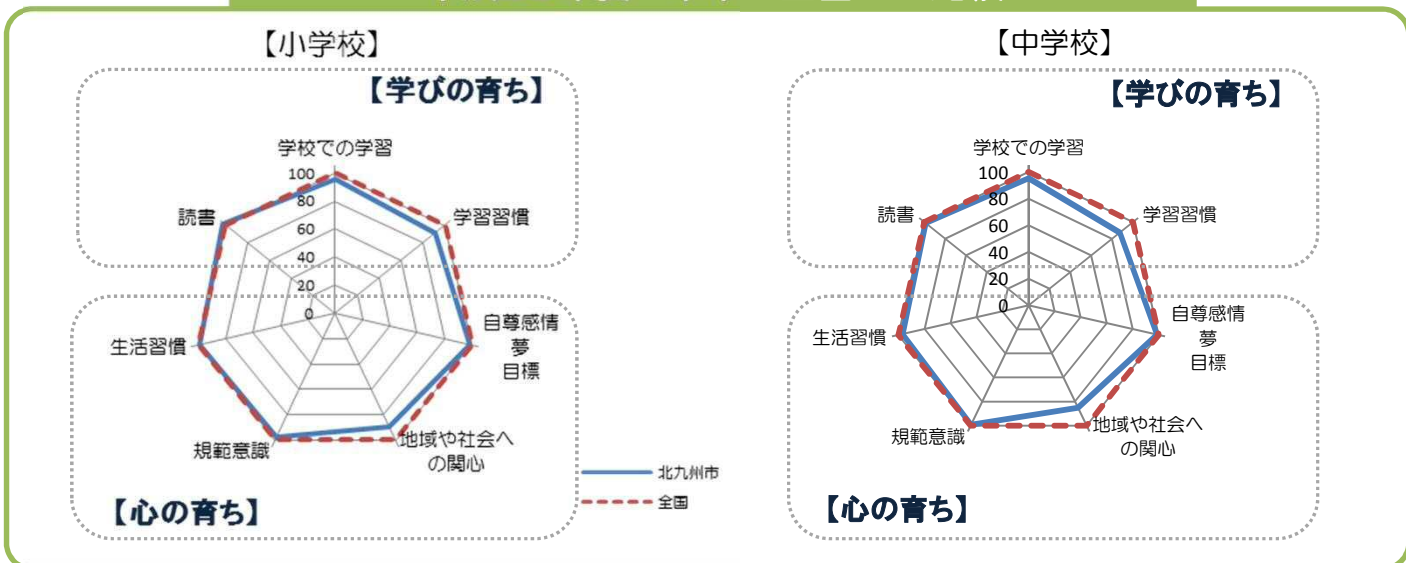 【小学校】
【学びの育ち】
学校での学習
100
80
60
40
20
0
読書
学習習慣
生活習慣
自尊感情
夢
目標
規範意識
地域や社会へ
の関心
【心の育ち】
北九州市
全国
【中学校】
【学びの育ち】
学校での学習
100
80
60
40
20
0
読書
学習習慣
生活習慣
自尊感情
夢
目標
規範意識
地域や社会へ
の関心
【心の育ち】